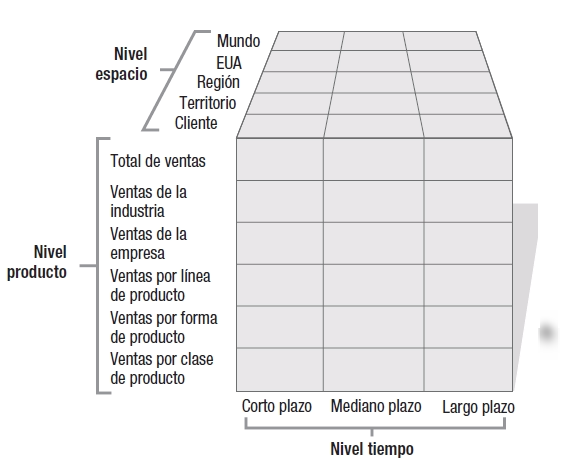 Nivel
espacio
Mundo
EUA
Región
Territorio
Cliente
Nivel
producto
Total de ventas
Ventas de la
industria
Ventas de la
empresa
Ventas por línea
de producto
Ventas por forma
de producto
Ventas por clase
de producto
Corto plazo Mediano plazo Largo plazo
Nivel tiempo